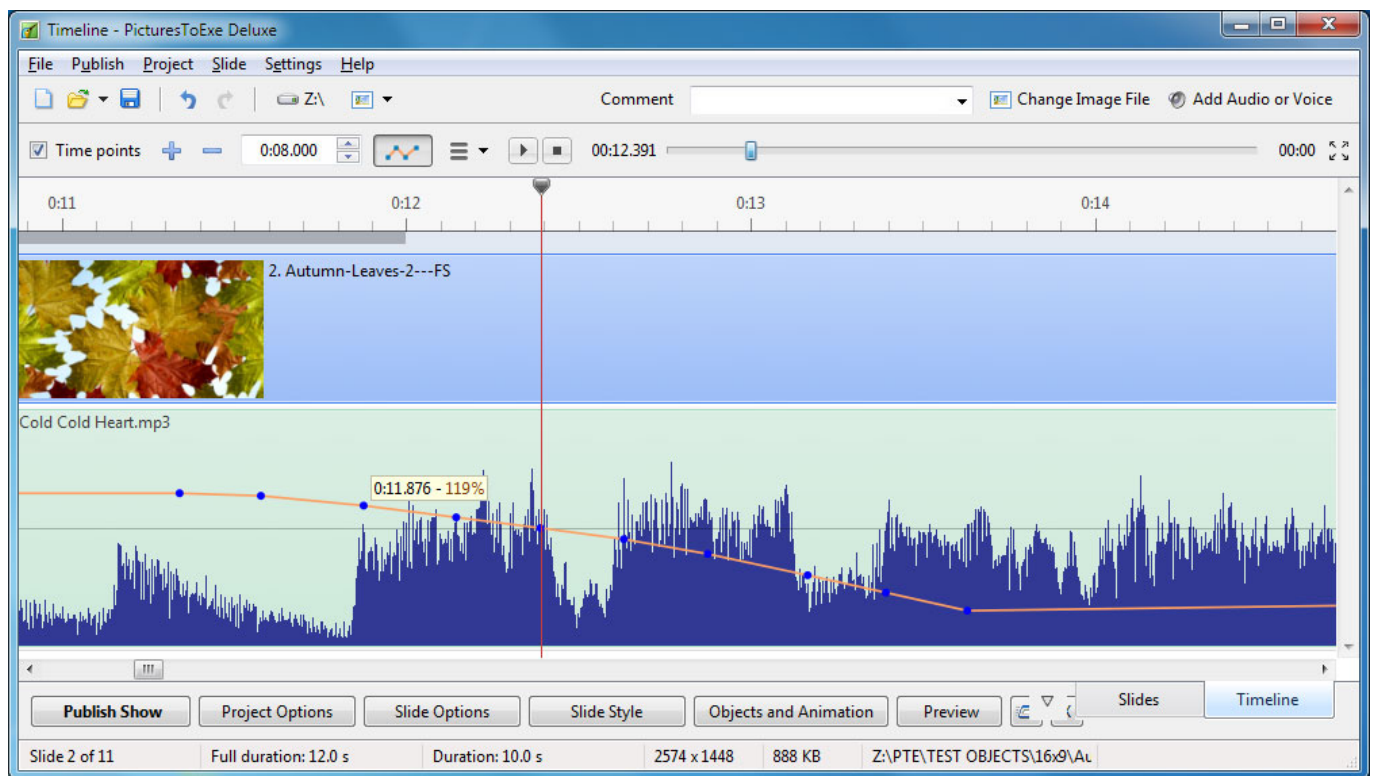 Timeline - PicturesToExe Deluxe
File Publish Project Slide Settings Help
Z:\ Comment Change Image File Add Audio or Voice
Time points 0:08.000 00:12.391 00:00
0:11 0:12 0:13 0:14
2. Autumn-Leaves-2---FS
Cold Cold Heart.mp3
0:11.876 - 119%
Publish Show Project Options Slide Options Slide Style Objects and Animation Preview Slides Timeline
Slide 2 of 11 Full duration: 12.0 s Duration: 10.0 s 2574 x 1448 888 KB Z:\PTE\TEST OBJECTS\16x9\Au